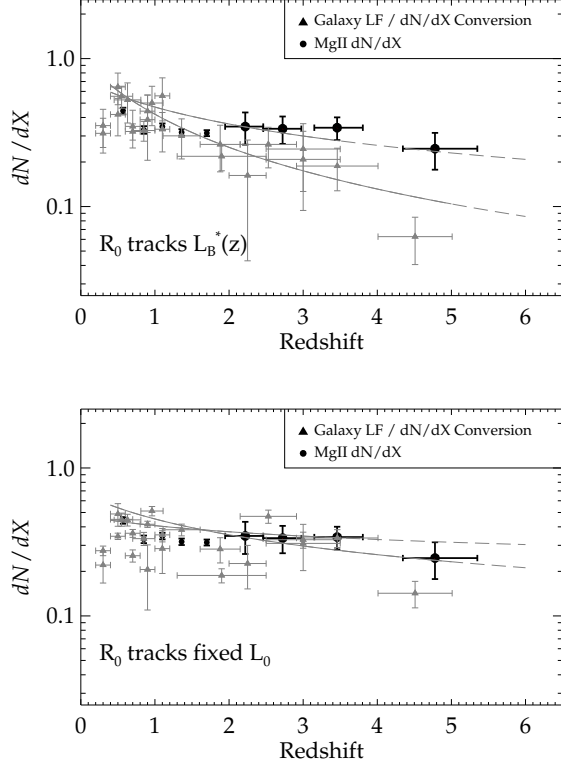 Galaxy LF / dN/dX Conversion
MgII dN/dX
1.0
0.1
dN/dX
R₀ tracks L_B^*(z)
0 1 2 3 4 5 6
Redshift
Galaxy LF / dN/dX Conversion
MgII dN/dX
1.0
0.1
dN/dX
R₀ tracks fixed L₀
0 1 2 3 4 5 6
Redshift